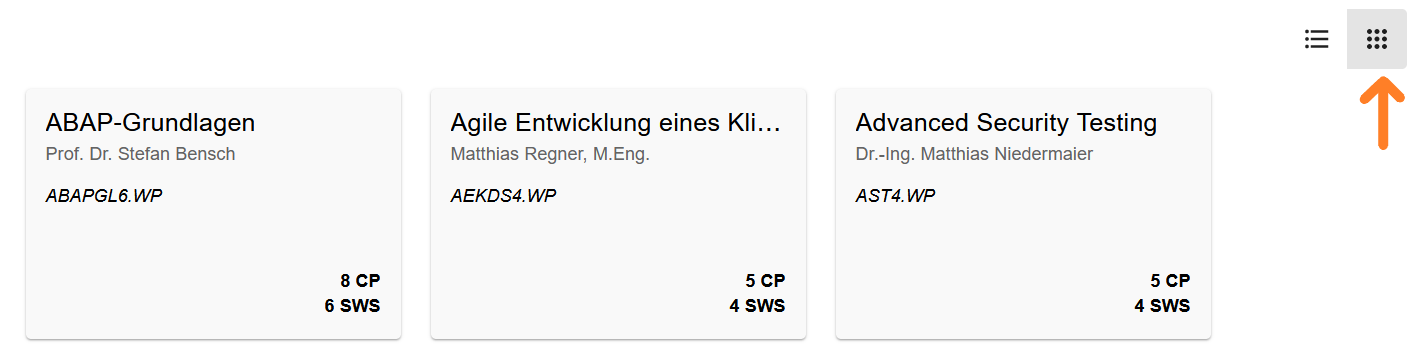 ABAP-Grundlagen
Prof. Dr. Stefan Bensch
ABAPGL6.WP
8 CP
6 SWS
Agile Entwicklung eines Kli...
Matthias Regner, M.Eng.
AEKDS4.WP
5 CP
4 SWS
Advanced Security Testing
Dr.-Ing. Matthias Niedermaier
AST4.WP
5 CP
4 SWS